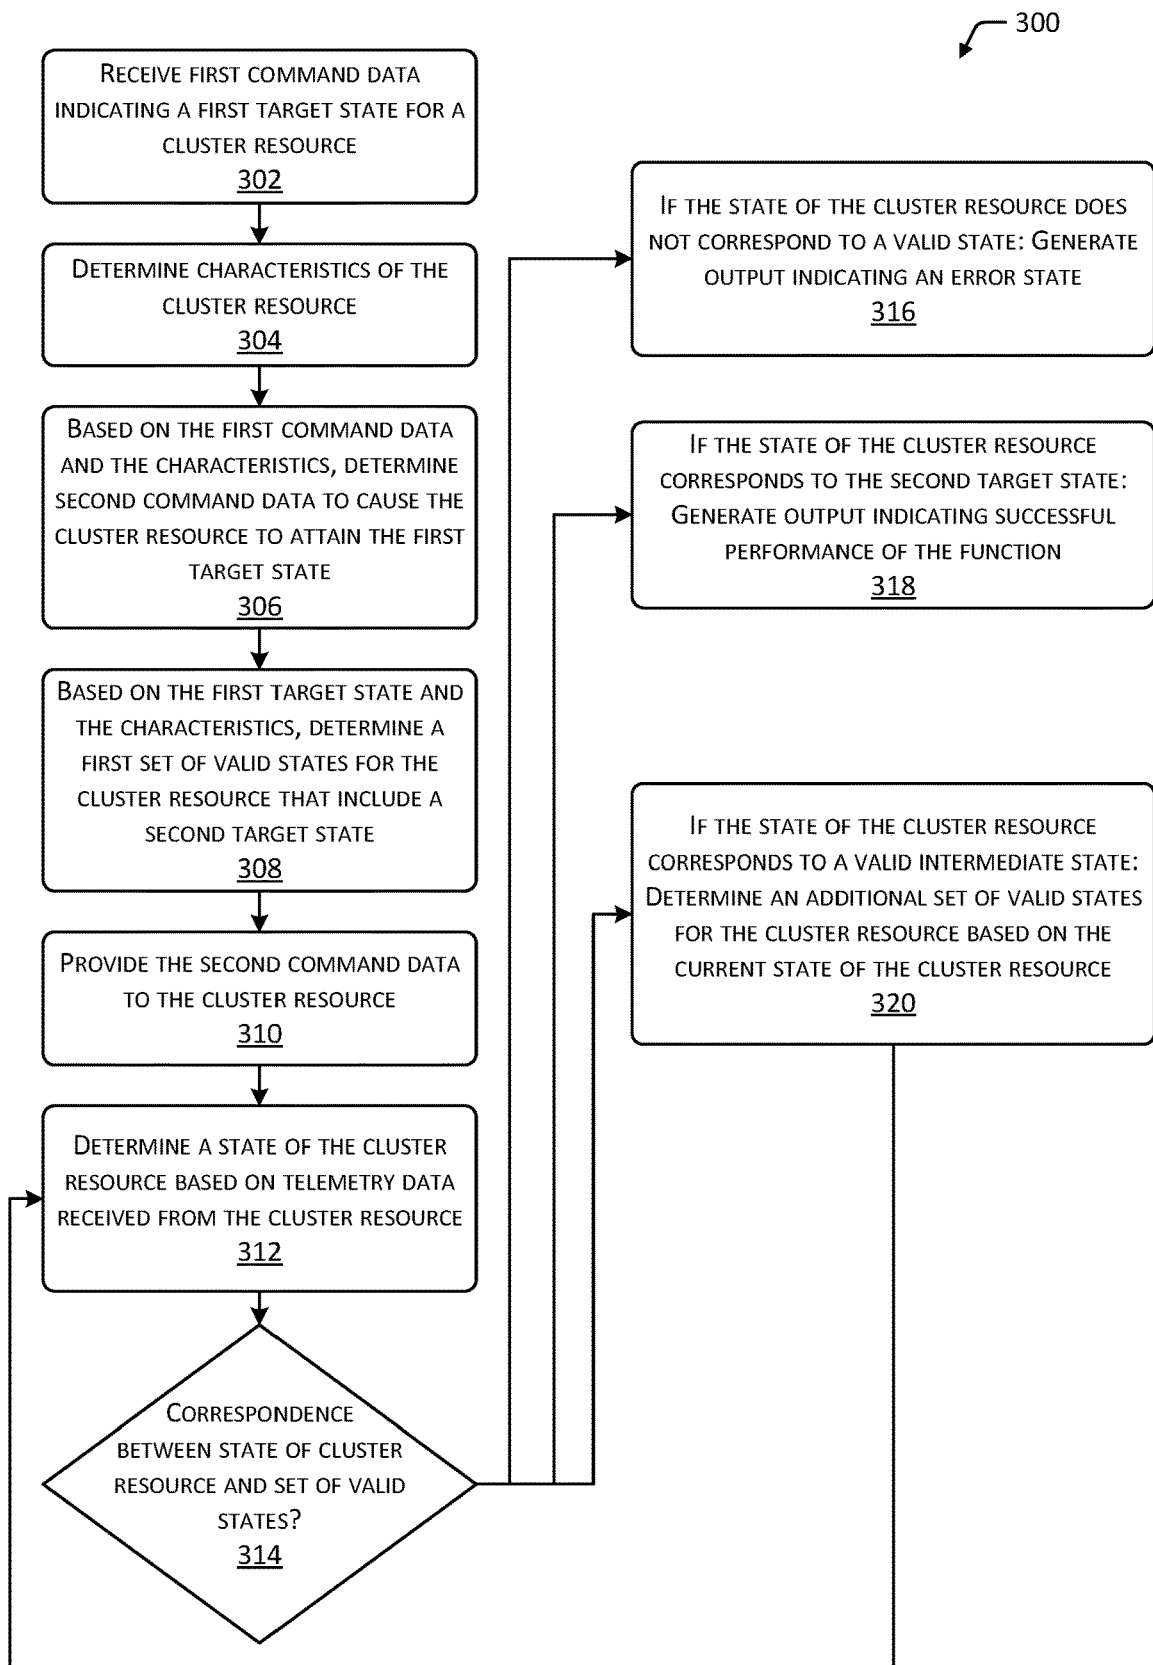 300
RECEIVE FIRST COMMAND DATA
INDICATING A FIRST TARGET STATE FOR A
CLUSTER RESOURCE
302
DETERMINE CHARACTERISTICS OF THE
CLUSTER RESOURCE
304
BASED ON THE FIRST COMMAND DATA
AND THE CHARACTERISTICS, DETERMINE
SECOND COMMAND DATA TO CAUSE THE
CLUSTER RESOURCE TO ATTAIN THE FIRST
TARGET STATE
306
BASED ON THE FIRST TARGET STATE AND
THE CHARACTERISTICS, DETERMINE A
FIRST SET OF VALID STATES FOR THE
CLUSTER RESOURCE THAT INCLUDE A
SECOND TARGET STATE
308
PROVIDE THE SECOND COMMAND DATA
TO THE CLUSTER RESOURCE
310
DETERMINE A STATE OF THE CLUSTER
RESOURCE BASED ON TELEMETRY DATA
RECEIVED FROM THE CLUSTER RESOURCE
312
CORRESPONDENCE
BETWEEN STATE OF CLUSTER
RESOURCE AND SET OF VALID
STATES?
314
IF THE STATE OF THE CLUSTER RESOURCE DOES
NOT CORRESPOND TO A VALID STATE: GENERATE
OUTPUT INDICATING AN ERROR STATE
316
IF THE STATE OF THE CLUSTER RESOURCE
CORRESPONDS TO THE SECOND TARGET STATE:
GENERATE OUTPUT INDICATING SUCCESSFUL
PERFORMANCE OF THE FUNCTION
318
IF THE STATE OF THE CLUSTER RESOURCE
CORRESPONDS TO A VALID INTERMEDIATE STATE:
DETERMINE AN ADDITIONAL SET OF VALID STATES
FOR THE CLUSTER RESOURCE BASED ON THE
CURRENT STATE OF THE CLUSTER RESOURCE
320